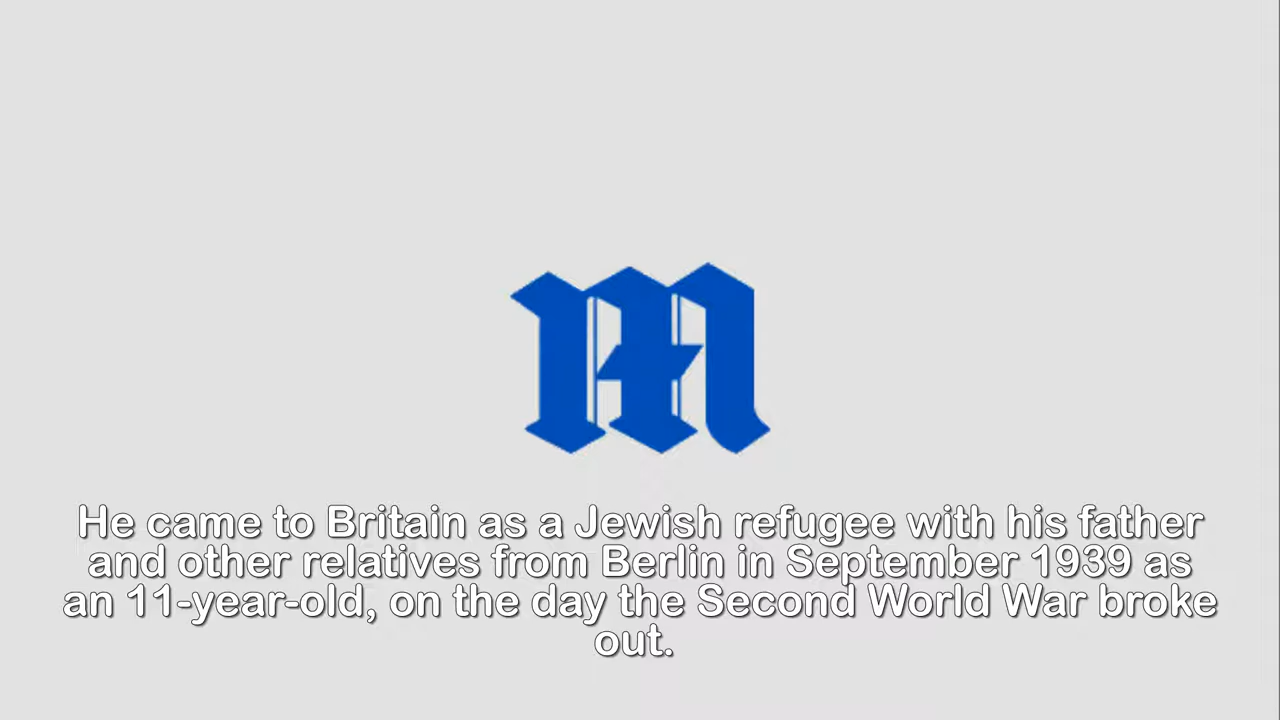 m
He came to Britain as a Jewish refugee with his father
and other relatives from Berlin in September 1939 as
an 11-year-old, on the day the Second World War broke
out.